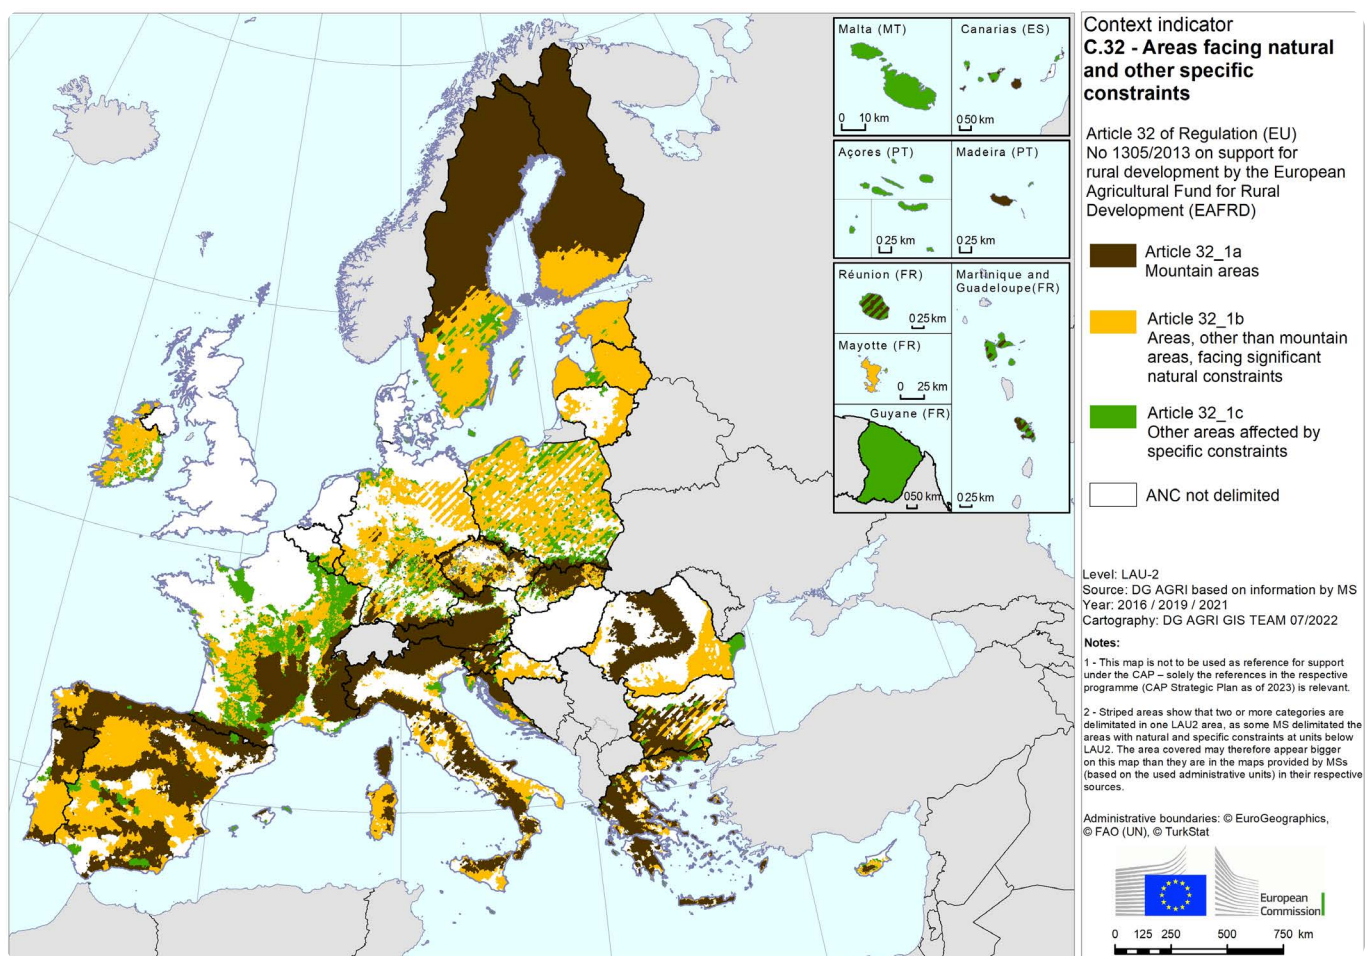 Malta (MT)
0 10 km
Canarias (ES)
0 50 km
Açores (PT)
0 25 km
Madeira (PT)
0 25 km
Réunion (FR)
0 25 km
Martinique and
Guadeloupe(FR)
0 25 km
Mayotte (FR)
0 25 km
Guyane (FR)
0 50 km
Context indicator
C.32 - Areas facing natural
and other specific
constraints
Article 32 of Regulation (EU)
No 1305/2013 on support for
rural development by the European
Agricultural Fund for Rural
Development (EAFRD)
Article 32_1a
Mountain areas
Article 32_1b
Areas, other than mountain
areas, facing significant
natural constraints
Article 32_1c
Other areas affected by
specific constraints
ANC not delimited
Level: LAU-2
Source: DG AGRI based on information by MS
Year: 2016 / 2019 / 2021
Cartography: DG AGRI GIS TEAM 07/2022
Notes:
1 - This map is not to be used as reference for support
under the CAP – solely the references in the respective
programme (CAP Strategic Plan as of 2023) is relevant.
2 - Striped areas show that two or more categories are
delimitated in one LAU2 area, as some MS delimitated the
areas with natural and specific constraints at units below
LAU2. The area covered may therefore appear bigger
on this map than they are in the maps provided by MSs
(based on the used administrative units) in their respective
sources.
Administrative boundaries: © EuroGeographics,
© FAO (UN), © TurkStat
European
Commission
0 125 250 500 750 km